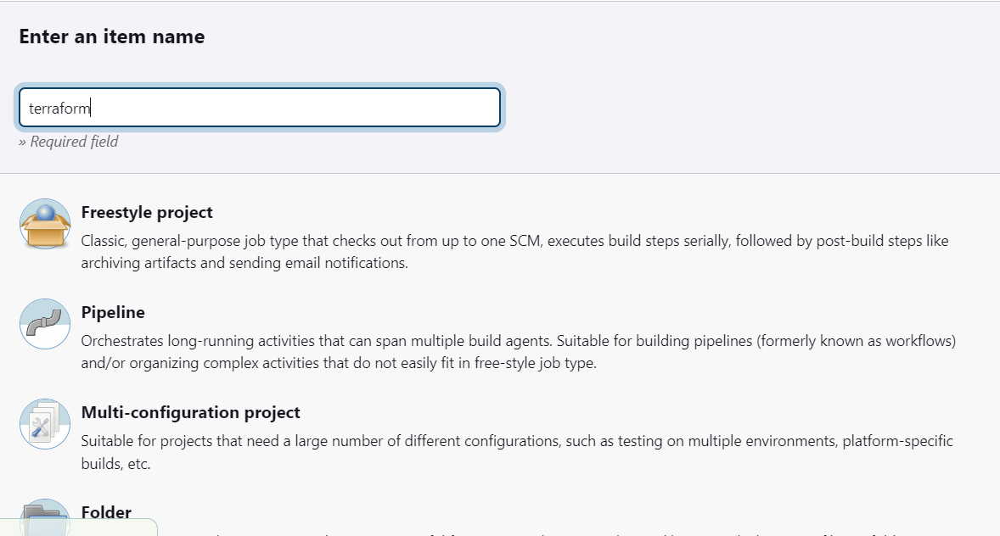 Enter an item name
terraform
» Required field
Freestyle project
Classic, general-purpose job type that checks out from up to one SCM, executes build steps serially, followed by post-build steps like
archiving artifacts and sending email notifications.
Pipeline
Orchestrates long-running activities that can span multiple build agents. Suitable for building pipelines (formerly known as workflows)
and/or organizing complex activities that do not easily fit in free-style job type.
Multi-configuration project
Suitable for projects that need a large number of different configurations, such as testing on multiple environments, platform-specific
builds, etc.
Folder